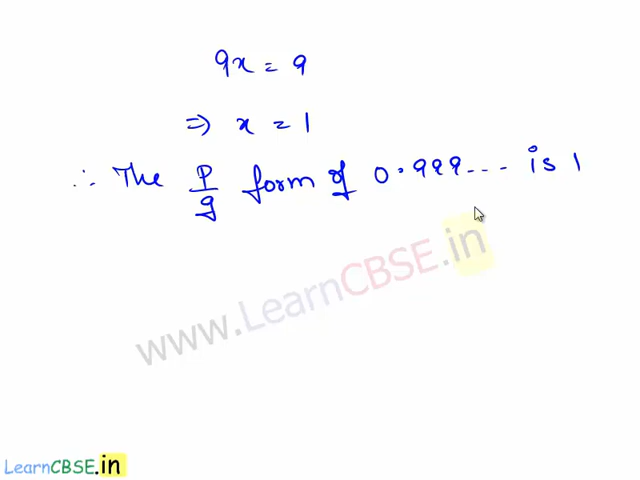 9x = 9
⇒ x = 1
∴ The p/q form of 0.999... is 1
www.LearnCBSE.in
LearnCBSE.in